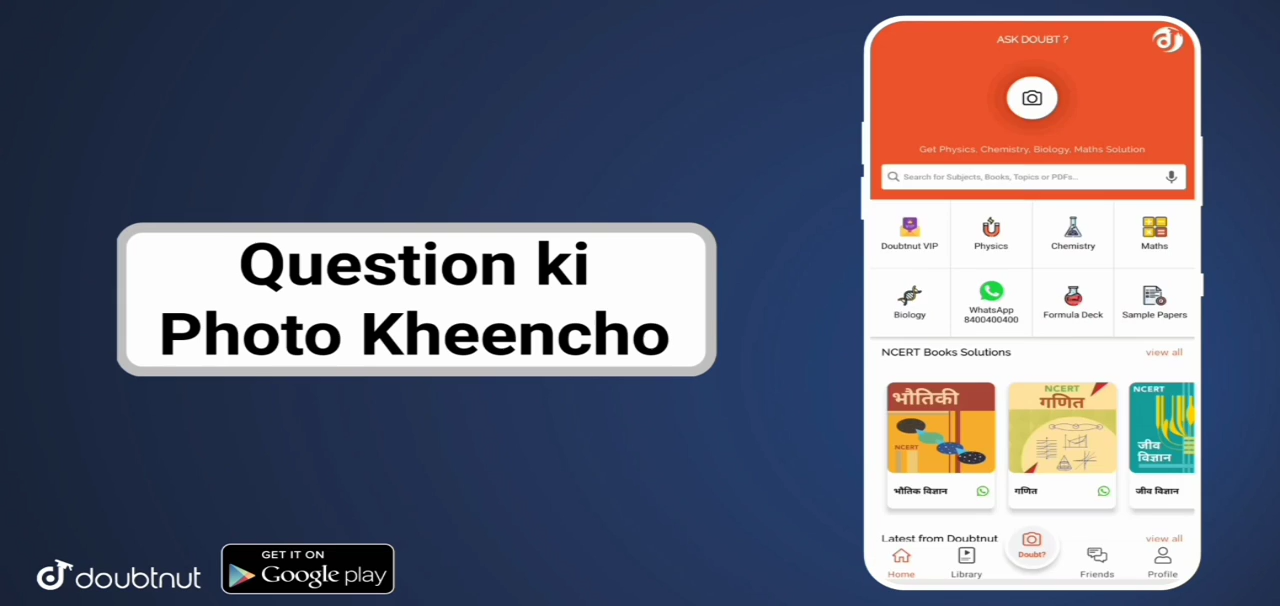 Question ki
Photo Kheencho
doubtnut
GET IT ON
Google play
ASK DOUBT ?
Get Physics, Chemistry, Biology, Maths Solution
Search for Subjects, Books, Topics or PDFs..
Doubtnut VIP
Physics
Chemistry
Maths
Biology
WhatsApp
8400400400
Formula Deck
Sample Papers
NCERT Books Solutions
view all
भौतिकी
NCERT
भौतिक विज्ञान
NCERT
गणित
गणित
NCERT
जीव
विज्ञान
जीव विज्ञान
Latest from Doubtnut
view all
Home
Library
Doubt?
Friends
Profile